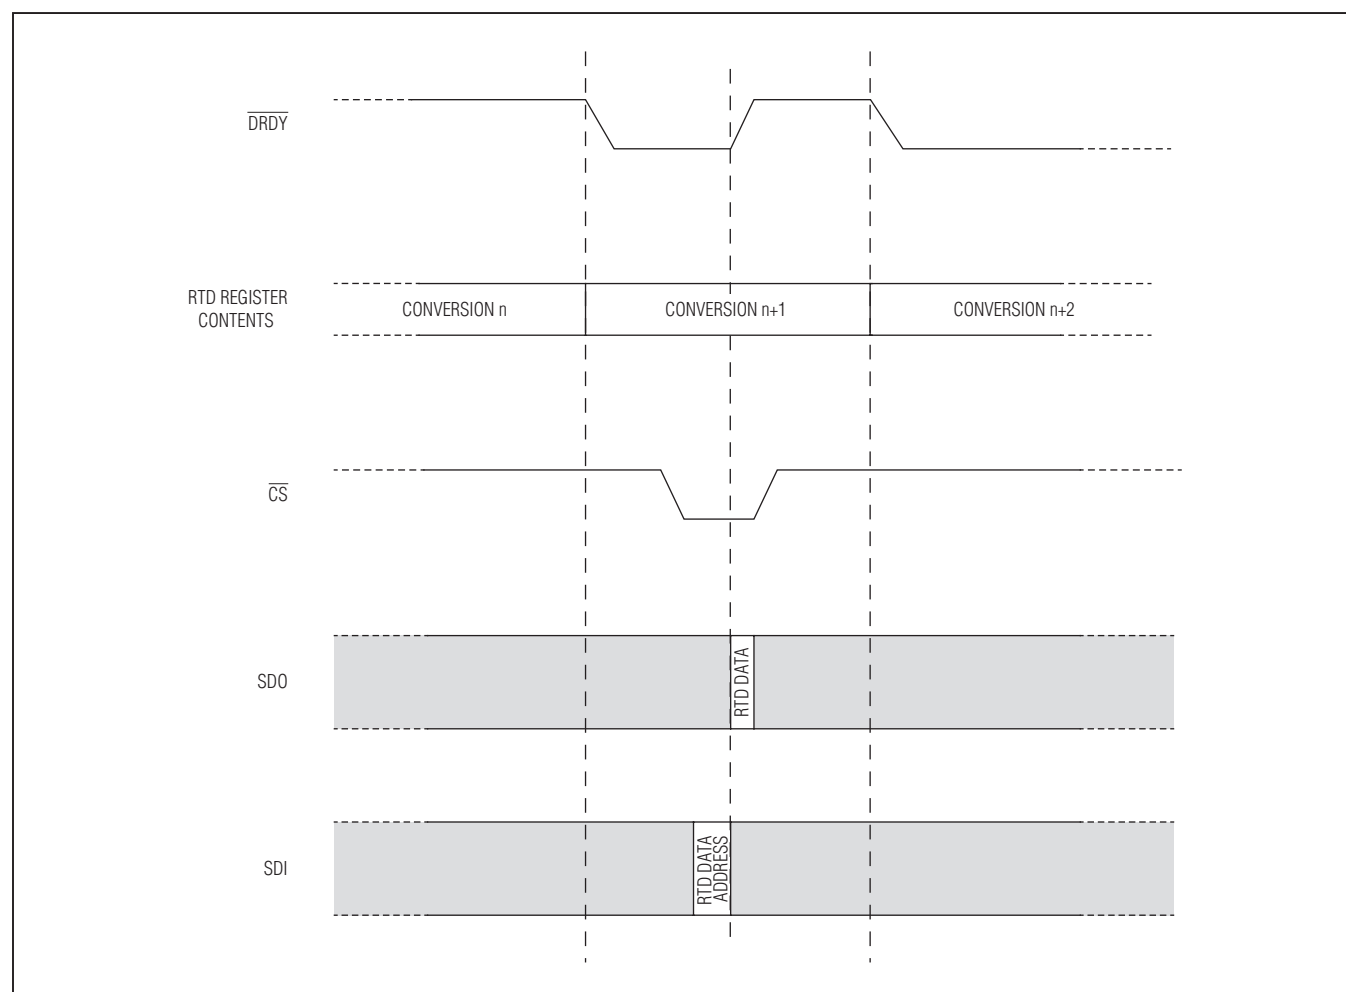 DRDY
RTD REGISTER
CONTENTS
CONVERSION n
CONVERSION n+1
CONVERSION n+2
CS
SDO
RTD DATA
SDI
RTD DATA
ADDRESS